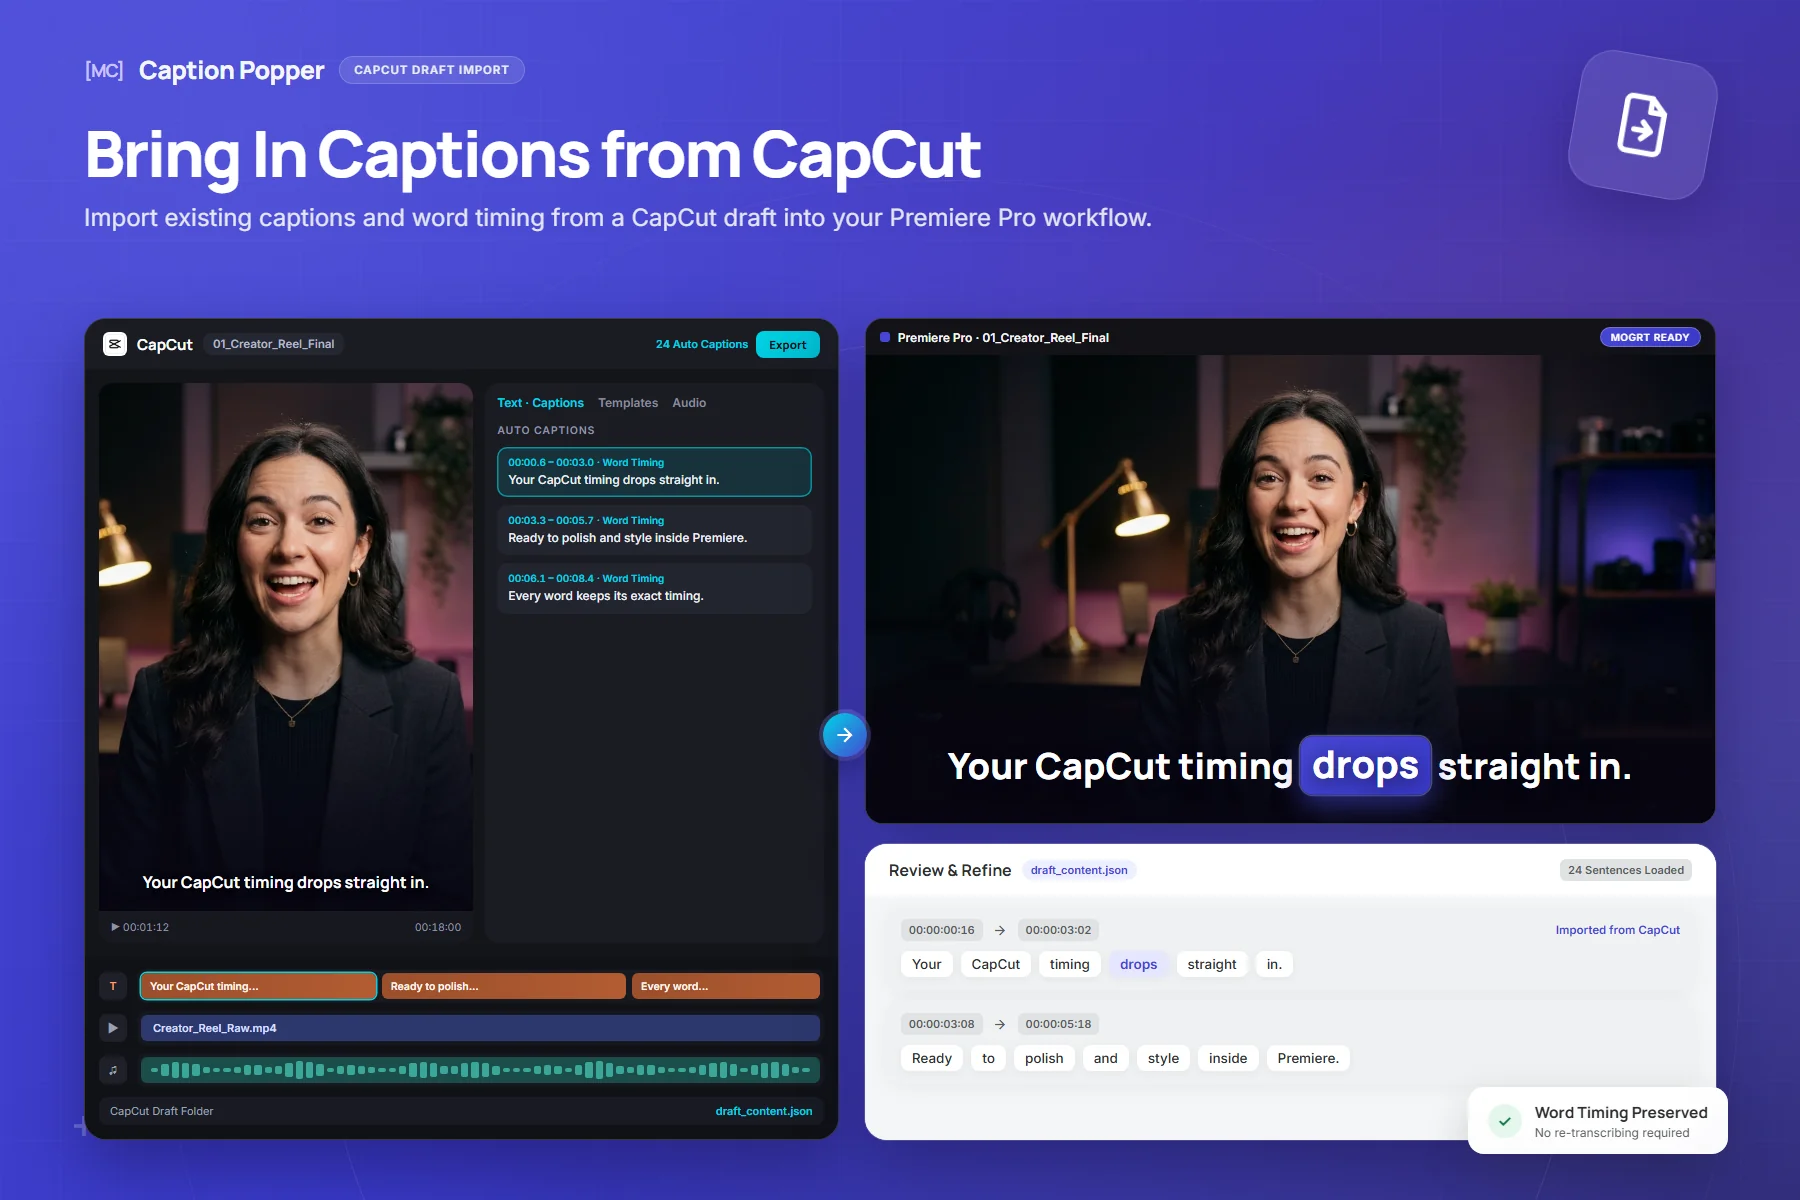 [MC] Caption Popper CAPCUT DRAFT IMPORT
Bring In Captions from CapCut
Import existing captions and word timing from a CapCut draft into your Premiere Pro workflow.
CapCut 01_Creator_Reel_Final 24 Auto Captions Export
Your CapCut timing drops straight in.
00:01:12 00:18:00
Text · Captions Templates Audio
AUTO CAPTIONS
00:00.6 – 00:03.0 · Word Timing
Your CapCut timing drops straight in.
00:03.3 – 00:05.7 · Word Timing
Ready to polish and style inside Premiere.
00:06.1 – 00:08.4 · Word Timing
Every word keeps its exact timing.
T Your CapCut timing... Ready to polish... Every word...
Creator_Reel_Raw.mp4
CapCut Draft Folder draft_content.json
Premiere Pro · 01_Creator_Reel_Final MOGRT READY
Your CapCut timing drops straight in.
Review & Refine draft_content.json 24 Sentences Loaded
00:00:00:16 → 00:00:03:02 Imported from CapCut
Your CapCut timing drops straight in.
00:00:03:08 → 00:00:05:18
Ready to polish and style inside Premiere.
Word Timing Preserved
No re-transcribing required